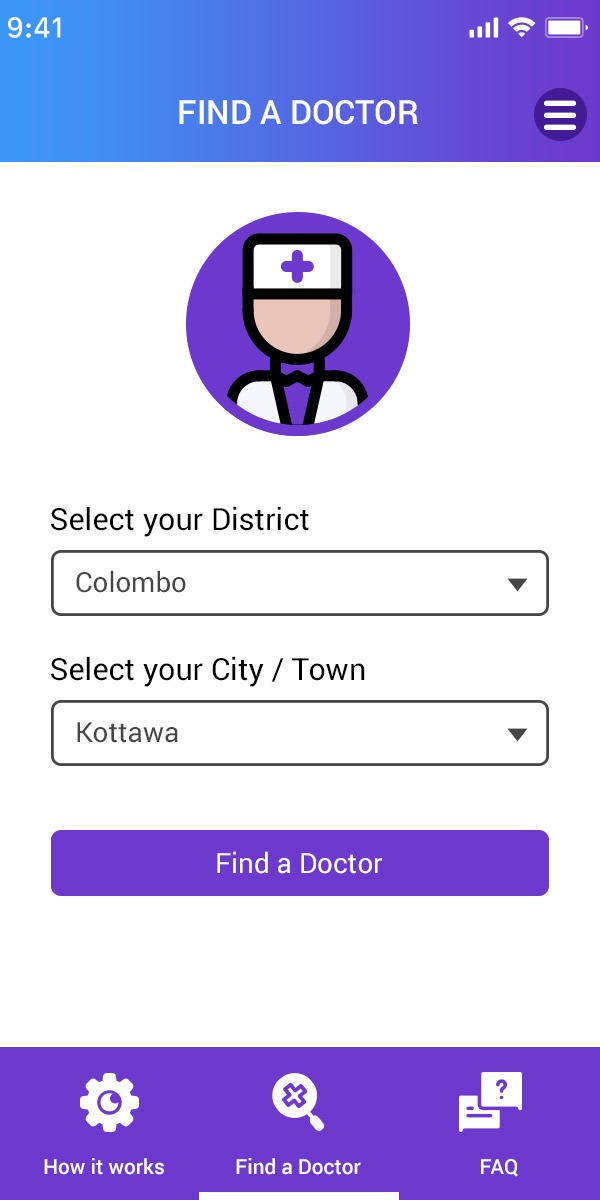 9:41
FIND A DOCTOR
Select your District
Colombo
Select your City / Town
Kottawa
Find a Doctor
?
How it works
Find a Doctor
FAQ